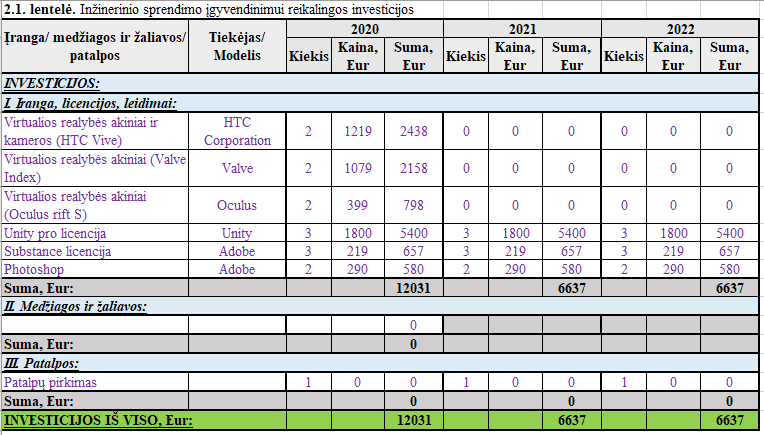 2.1. lentelė. Inžinerinio sprendimo įgyvendinimui reikalingos investicijos
Įranga/ medžiagos ir žaliavos/ patalpos Tiekėjas/ Modelis 2020 2021 2022
Kiekis Kaina, Eur Suma, Eur Kiekis Kaina, Eur Suma, Eur Kiekis Kaina, Eur Suma, Eur
INVESTICIJOS:
I. Įranga, licencijos, leidimai:
Virtualios realybės akiniai ir kameros (HTC Vive) HTC Corporation 2 1219 2438 0 0 0 0 0 0
Virtualios realybės akiniai (Valve Index) Valve 2 1079 2158 0 0 0 0 0 0
Virtualios realybės akiniai (Oculus rift S) Oculus 2 399 798 0 0 0 0 0 0
Unity pro licencija Unity 3 1800 5400 3 1800 5400 3 1800 5400
Substance licencija Adobe 3 219 657 3 219 657 3 219 657
Photoshop Adobe 2 290 580 2 290 580 2 290 580
Suma, Eur: 12031 6637 6637
II. Medžiagos ir žaliavos:
0
Suma, Eur: 0
III. Patalpos:
Patalpų pirkimas 1 0 0 1 0 0 1 0 0
Suma, Eur: 0 0 0
INVESTICIJOS IŠ VISO, Eur: 12031 6637 6637